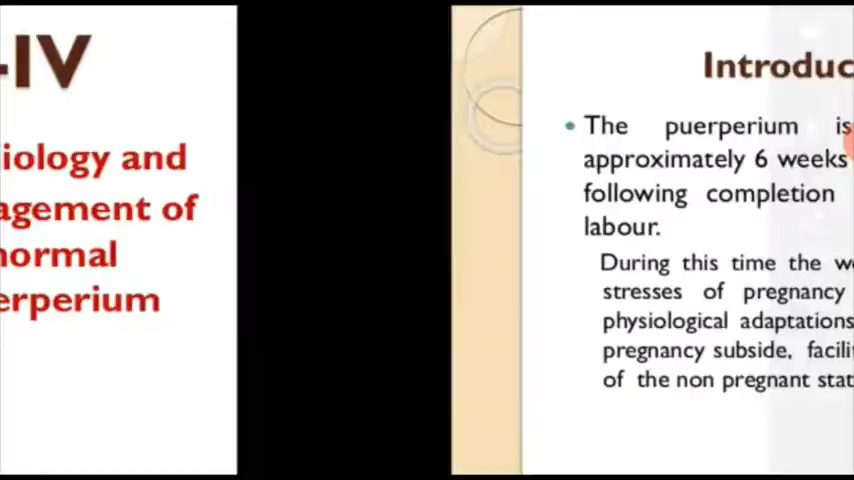 -IV
iology and
agement of
normal
erperium
Introduc
• The puerperium is
approximately 6 weeks
following completion
labour.
During this time the we
stresses of pregnancy
physiological adaptations
pregnancy subside, facili
of the non pregnant stat